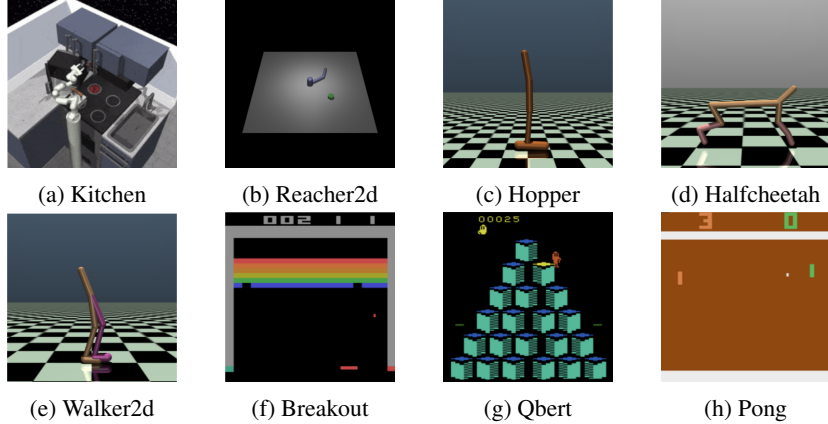 (a) Kitchen
(b) Reacher2d
(c) Hopper
(d) Halfcheetah
002 1 1
00025
3 0
(e) Walker2d
(f) Breakout
(g) Qbert
(h) Pong